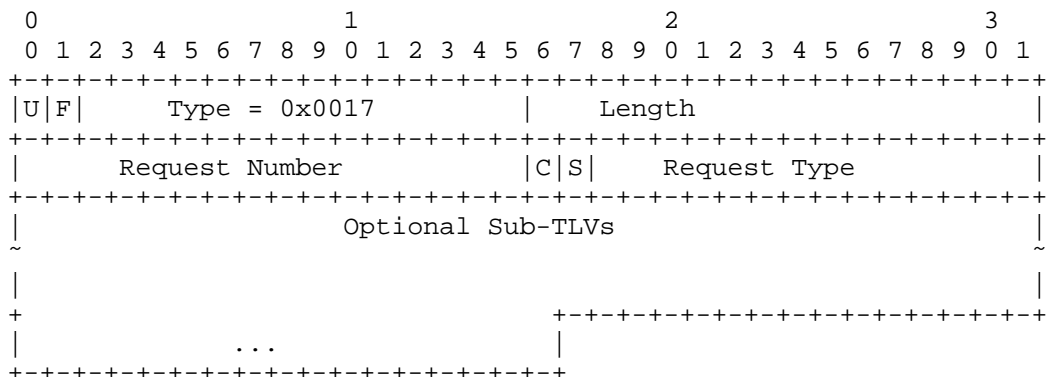 0                   1                   2                   3
 0 1 2 3 4 5 6 7 8 9 0 1 2 3 4 5 6 7 8 9 0 1 2 3 4 5 6 7 8 9 0 1
+-+-+-+-+-+-+-+-+-+-+-+-+-+-+-+-+-+-+-+-+-+-+-+-+-+-+-+-+-+-+-+-+
|U|F|     Type = 0x0017         |    Length                     |
+-+-+-+-+-+-+-+-+-+-+-+-+-+-+-+-+-+-+-+-+-+-+-+-+-+-+-+-+-+-+-+-+
|      Request Number           |C|S|    Request Type           |
+-+-+-+-+-+-+-+-+-+-+-+-+-+-+-+-+-+-+-+-+-+-+-+-+-+-+-+-+-+-+-+-+
|                    Optional Sub-TLVs                          |
~                                                               ~
|                                                               |
+                                 +-+-+-+-+-+-+-+-+-+-+-+-+-+-+-+
|             ...                 |
+-+-+-+-+-+-+-+-+-+-+-+-+-+-+-+-+-+